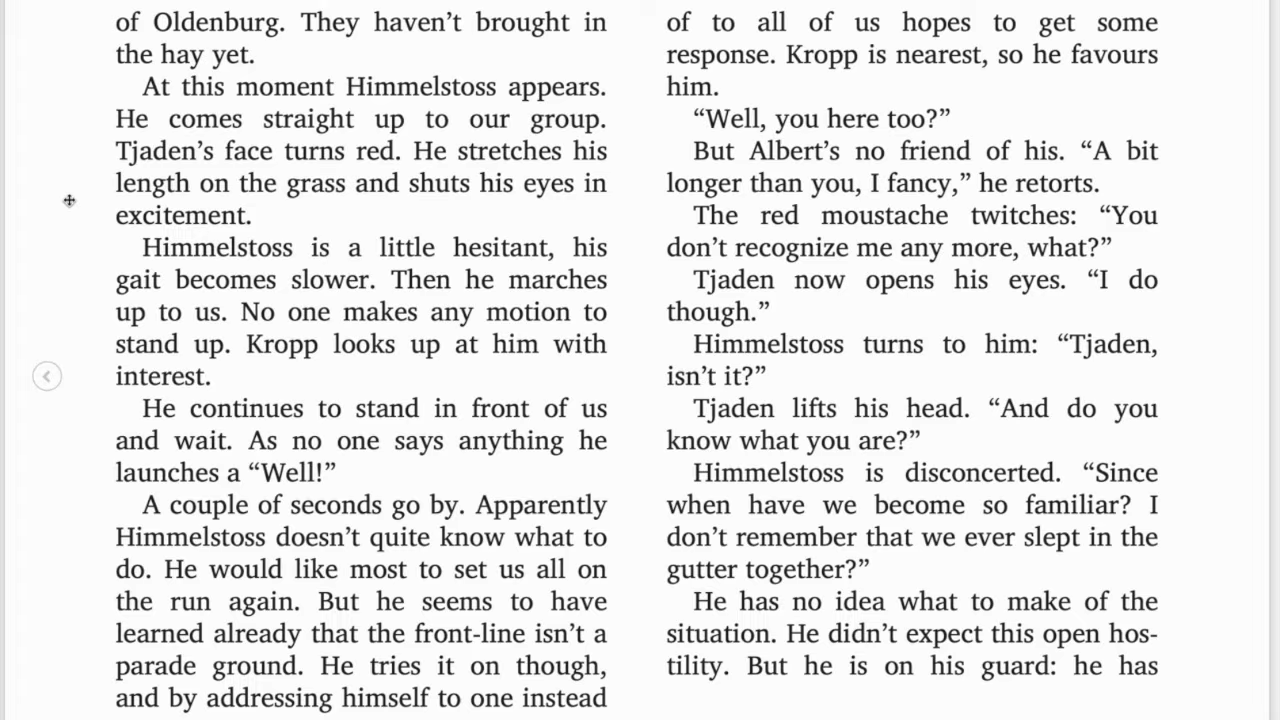 of Oldenburg. They haven’t brought in
the hay yet.
At this moment Himmelstoss appears.
He comes straight up to our group.
Tjaden’s face turns red. He stretches his
length on the grass and shuts his eyes in
excitement.
Himmelstoss is a little hesitant, his
gait becomes slower. Then he marches
up to us. No one makes any motion to
stand up. Kropp looks up at him with
interest.
He continues to stand in front of us
and wait. As no one says anything he
launches a “Well!”
A couple of seconds go by. Apparently
Himmelstoss doesn’t quite know what to
do. He would like most to set us all on
the run again. But he seems to have
learned already that the front-line isn’t a
parade ground. He tries it on though,
and by addressing himself to one instead
of to all of us hopes to get some
response. Kropp is nearest, so he favours
him.
“Well, you here too?”
But Albert’s no friend of his. “A bit
longer than you, I fancy,” he retorts.
The red moustache twitches: “You
don’t recognize me any more, what?”
Tjaden now opens his eyes. “I do
though.”
Himmelstoss turns to him: “Tjaden,
isn’t it?”
Tjaden lifts his head. “And do you
know what you are?”
Himmelstoss is disconcerted. “Since
when have we become so familiar? I
don’t remember that we ever slept in the
gutter together?”
He has no idea what to make of the
situation. He didn’t expect this open hos-
tility. But he is on his guard: he has